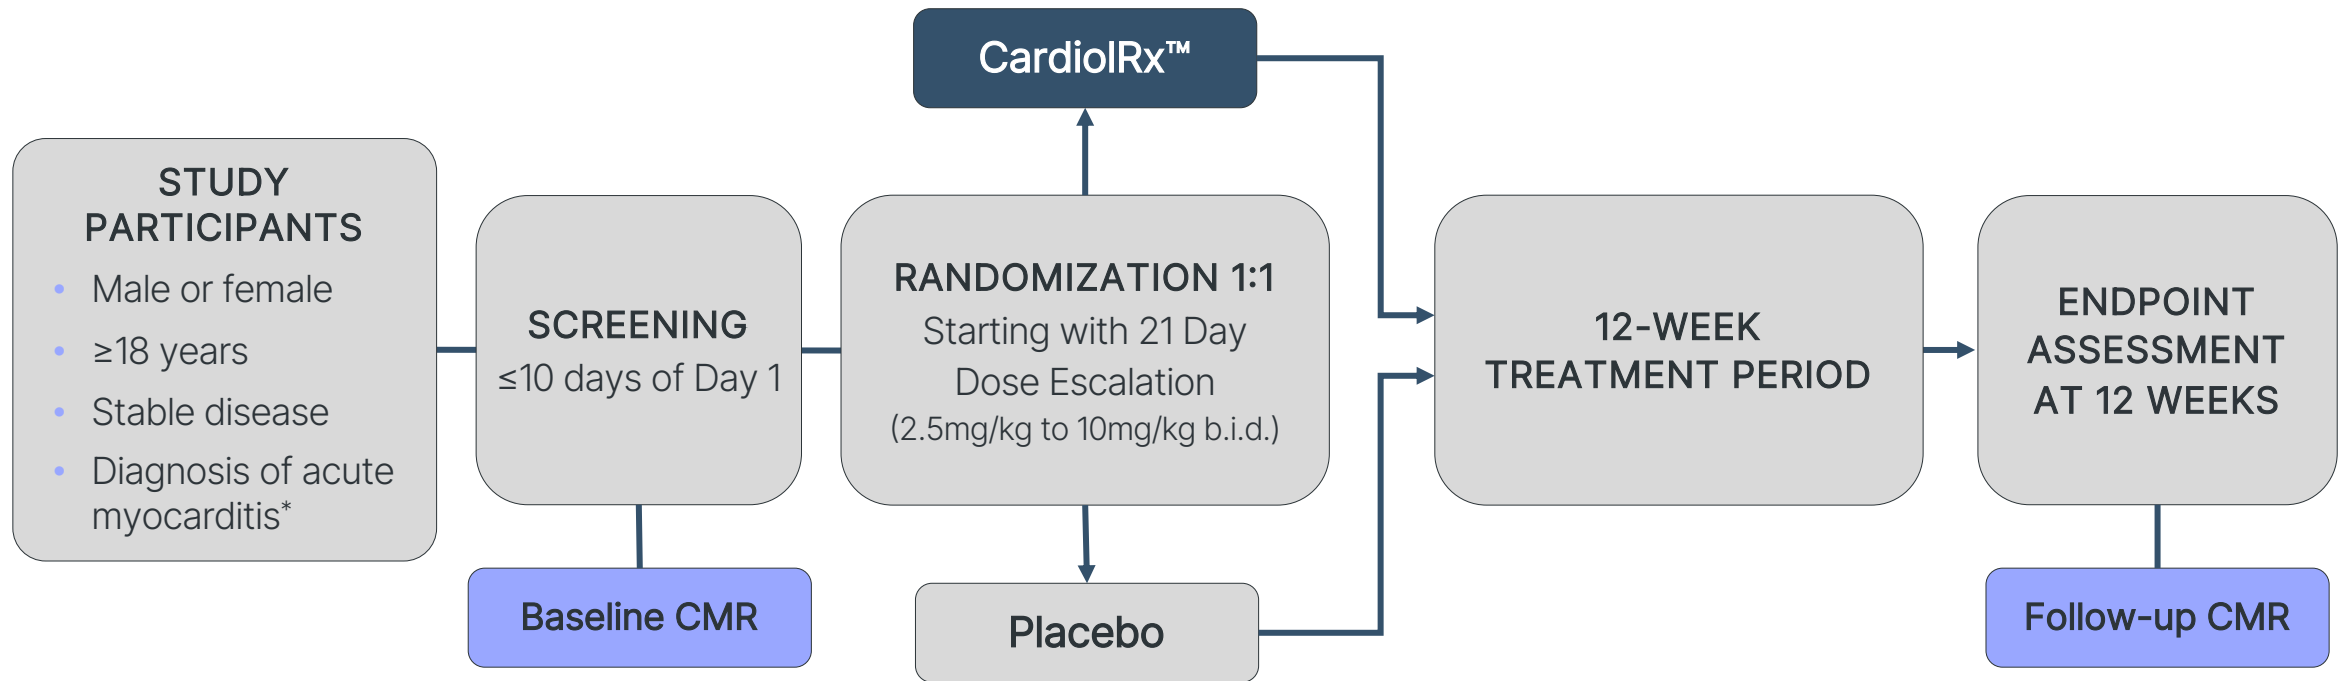 CardiolRx™
STUDY
PARTICIPANTS
• Male or female
• ≥18 years
• Stable disease
• Diagnosis of acute
myocarditis*
SCREENING
≤10 days of Day 1
Baseline CMR
RANDOMIZATION 1:1
Starting with 21 Day
Dose Escalation
(2.5mg/kg to 10mg/kg b.i.d.)
Placebo
12-WEEK
TREATMENT PERIOD
ENDPOINT
ASSESSMENT
AT 12 WEEKS
Follow-up CMR